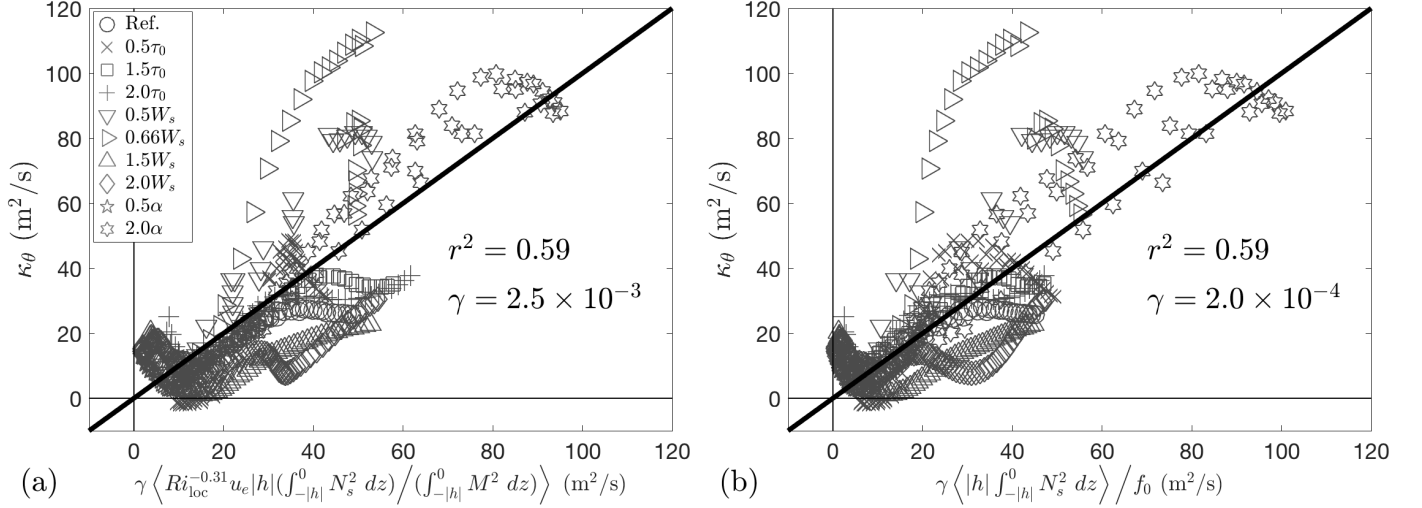 120
100
80
60
40
20
0
κθ (m²/s)
Ref.
0.5τ₀
1.5τ₀
2.0τ₀
0.5Wₛ
0.66Wₛ
1.5Wₛ
2.0Wₛ
0.5α
2.0α
r² = 0.59
γ = 2.5 × 10⁻³
0 20 40 60 80 100 120
(a) γ⟨Ri_loc^−0.31 uₑ|h|(∫_−|h|^0 Nₛ² dz)/(∫_−|h|^0 M² dz)⟩ (m²/s)
120
100
80
60
40
20
0
κθ (m²/s)
r² = 0.59
γ = 2.0 × 10⁻⁴
0 20 40 60 80 100 120
(b) γ⟨|h| ∫_−|h|^0 Nₛ² dz⟩/f₀ (m²/s)